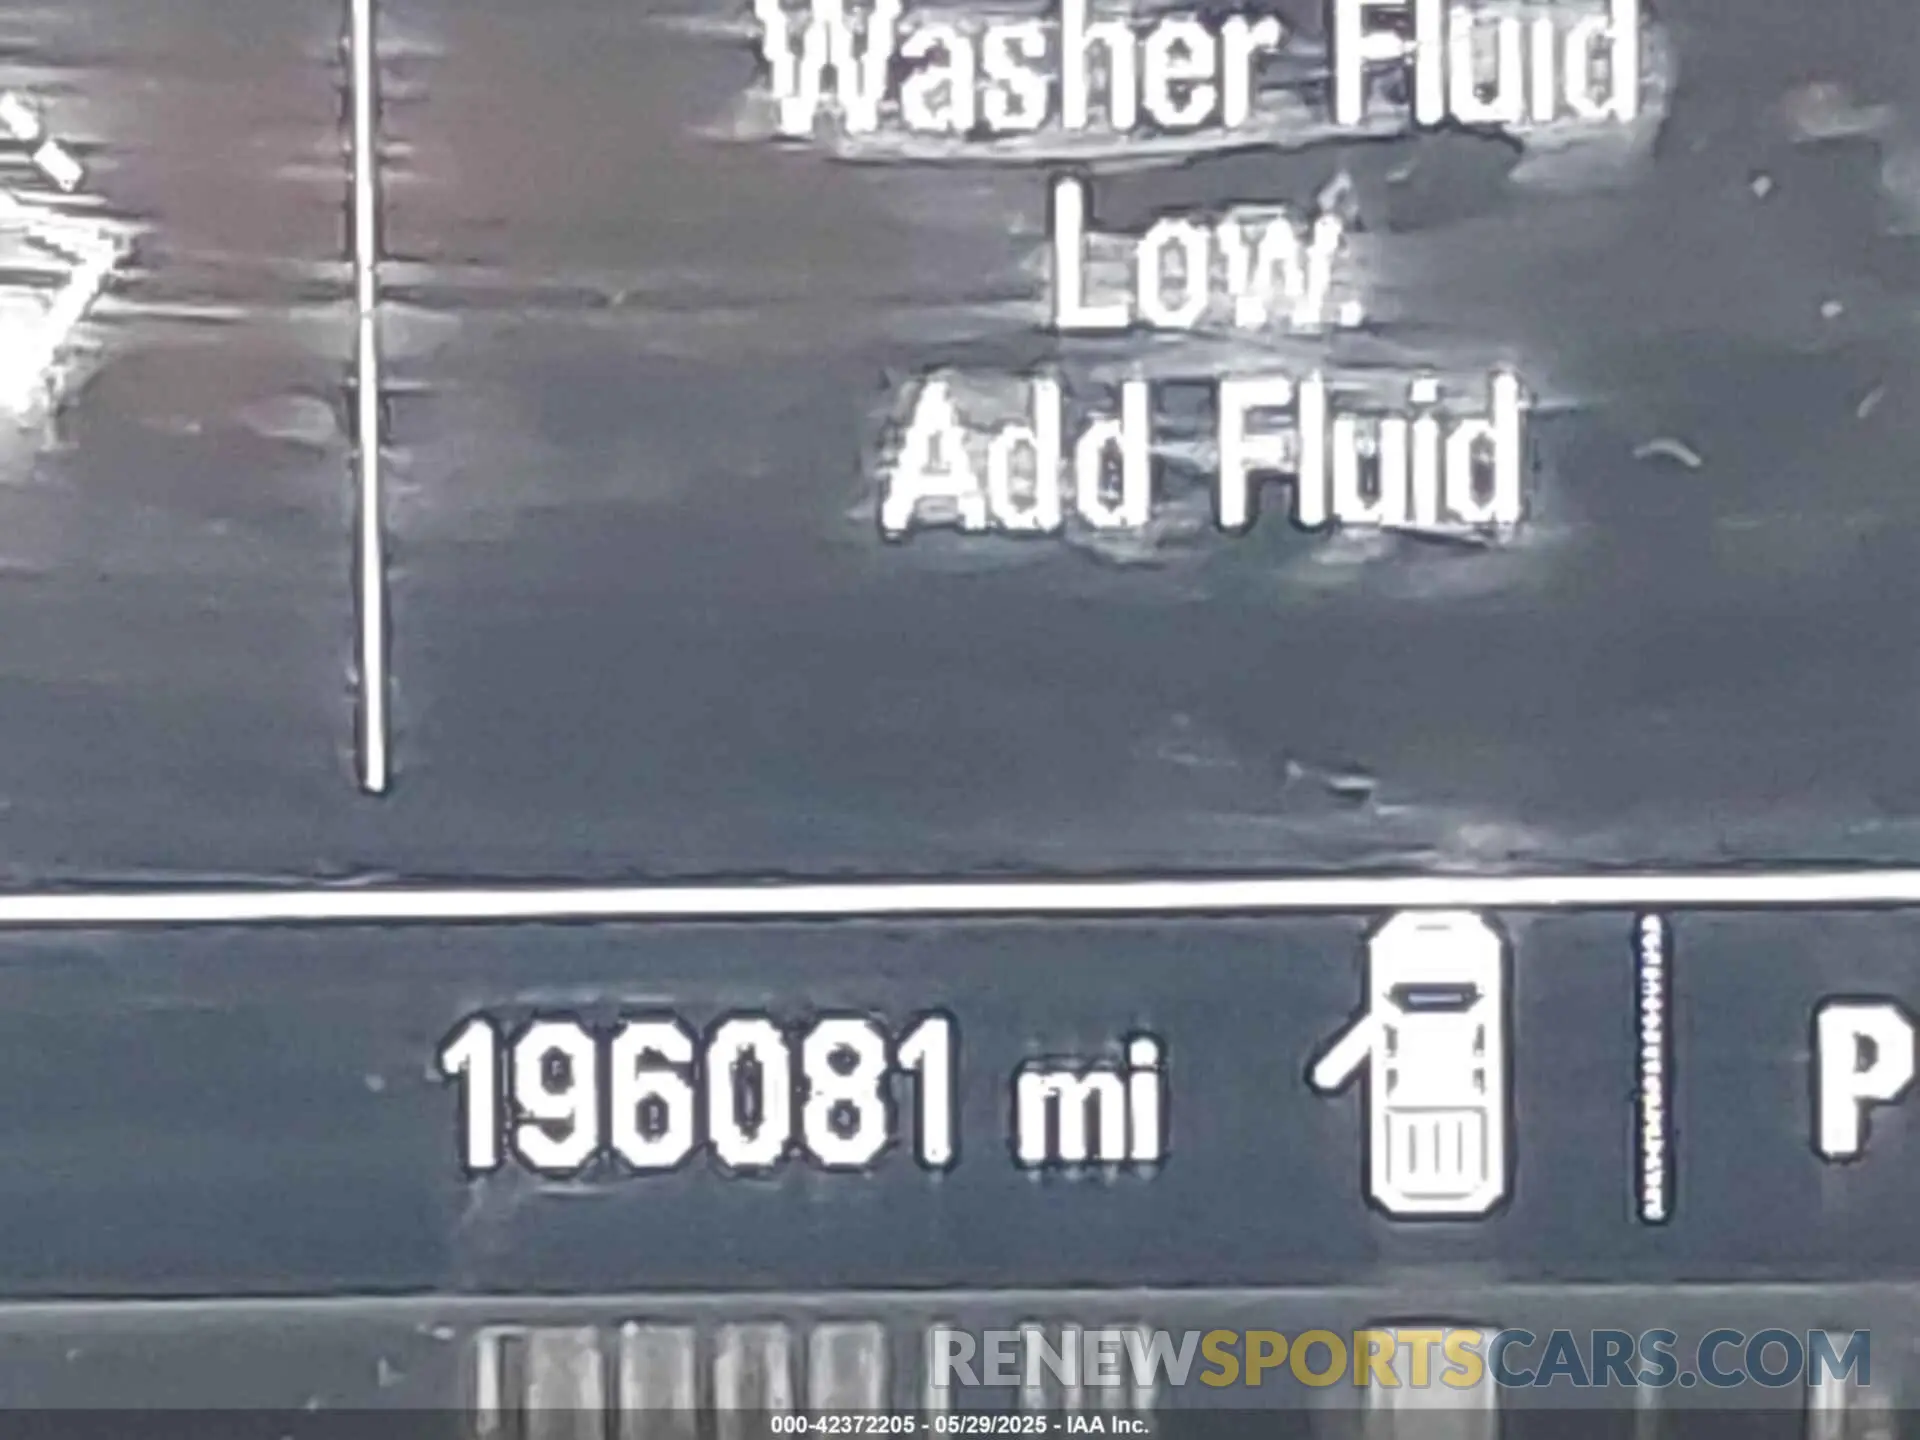 Washer Fluid
Low.
Add Fluid
196081 mi
P
RENEWSPORTSCARS.COM
000-42372205 - 05/29/2025 - IAA Inc.